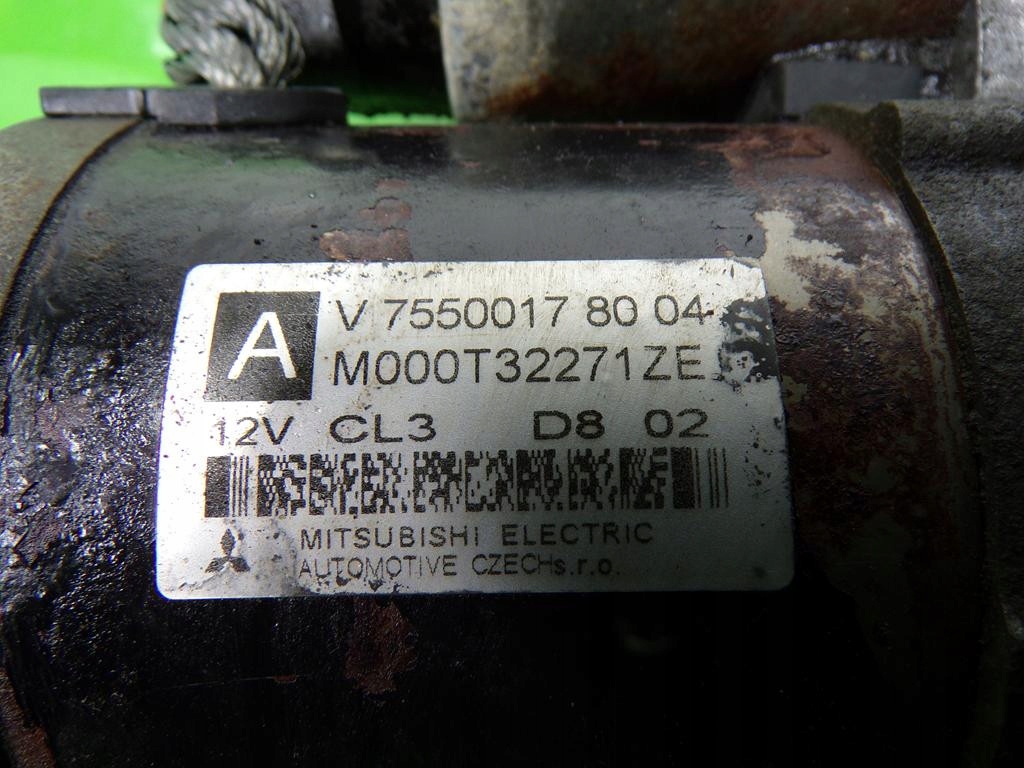 A
V 7550017 80 04
M000T32271ZE
12V CL3 D8 02
MITSUBISHI ELECTRIC
AUTOMOTIVE CZECHs.r.o.